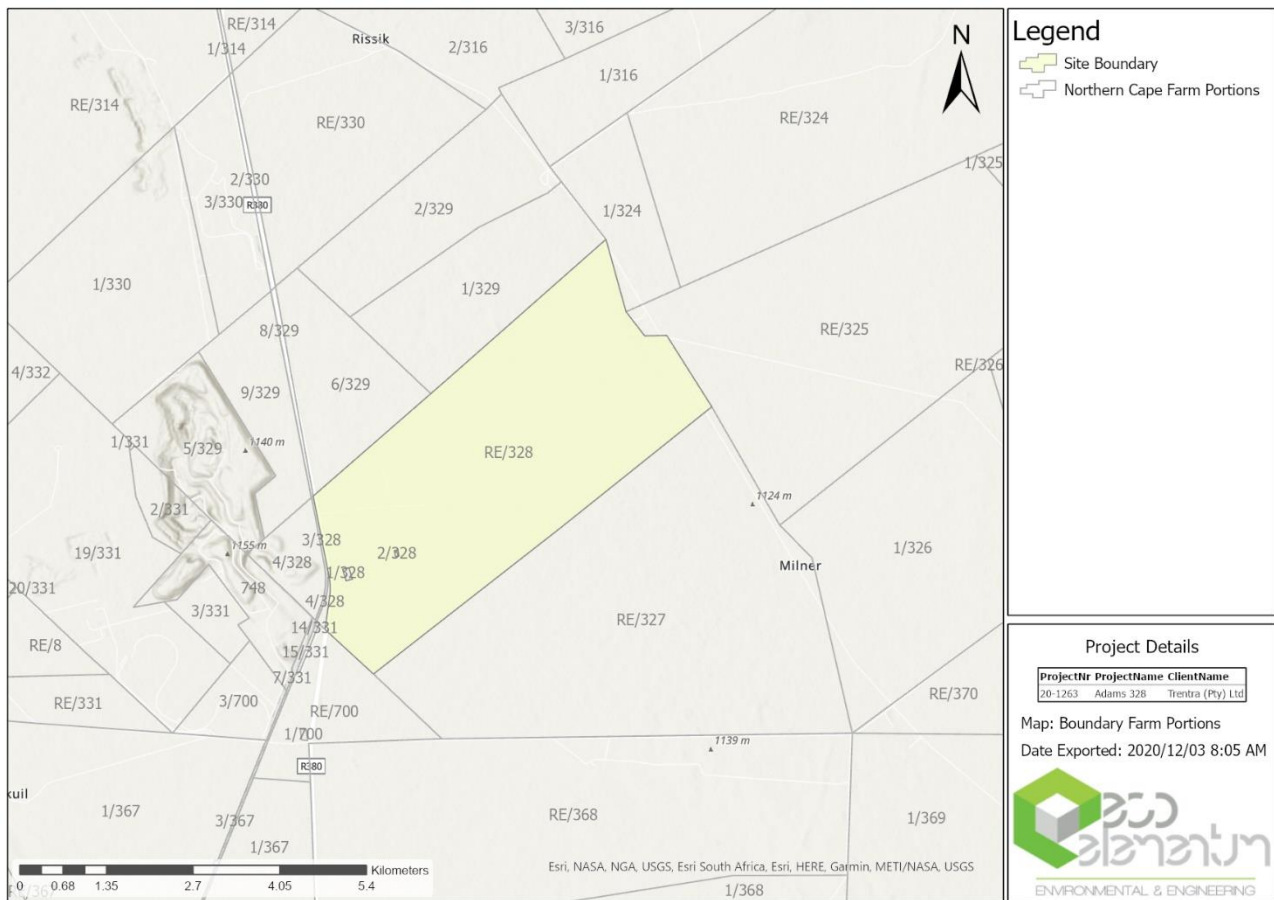 RE/314
1/314
Rissik
2/316
3/316
1/316
RE/314
RE/330
RE/324
1/325
2/330
3/330
R380
2/329
1/324
1/330
1/329
8/329
RE/325
4/332
9/329
6/329
RE/326
1/331
5/329
1140 m
RE/328
2/331
1124 m
19/331
1155 m
3/328
4/328
2/328
1/328
1/326
Milner
20/331
748
4/328
3/331
14/331
RE/327
RE/8
15/331
7/331
RE/331
3/700
RE/700
RE/370
1/700
1139 m
R380
kuil
1/367
3/367
RE/368
1/369
1/367
Kilometers
0 0.68 1.35 2.7 4.05 5.4
RE/367
Esri, NASA, NGA, USGS, Esri South Africa, Esri, HERE, Garmin, METI/NASA, USGS
1/368
N
Legend
Site Boundary
Northern Cape Farm Portions
Project Details
ProjectNr ProjectName ClientName
20-1263 Adams 328 Trentra (Pty) Ltd
Map: Boundary Farm Portions
Date Exported: 2020/12/03 8:05 AM
eco
elementum
ENVIRONMENTAL & ENGINEERING